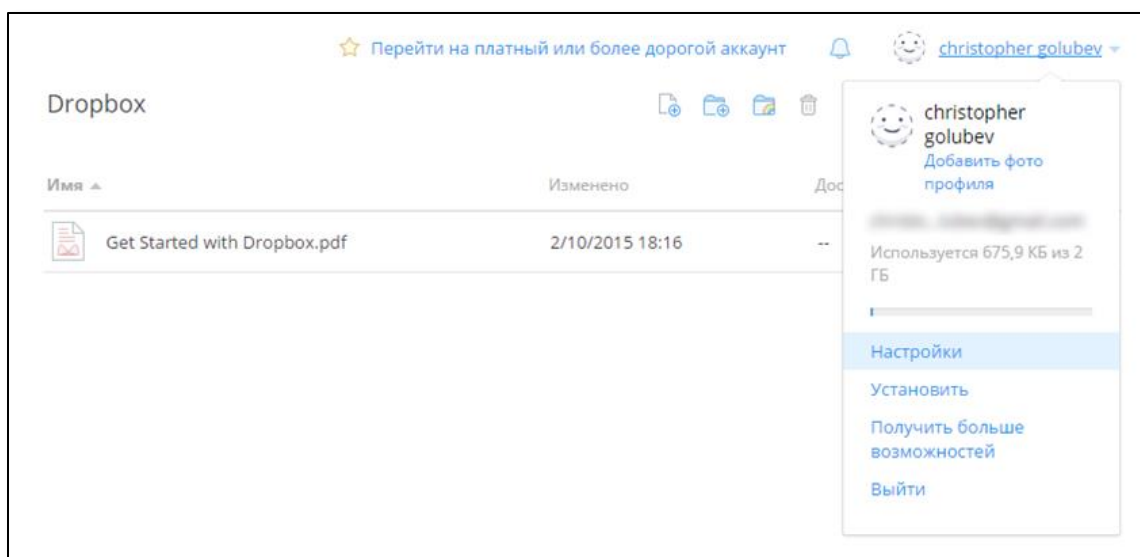 Перейти на платный или более дорогой аккаунт
christopher golubev
Dropbox
Имя
Изменено
Дос
Get Started with Dropbox.pdf
2/10/2015 18:16
--
christopher
golubev
Добавить фото
профиля
Используется 675,9 КБ из 2
ГБ
Настройки
Установить
Получить больше
возможностей
Выйти